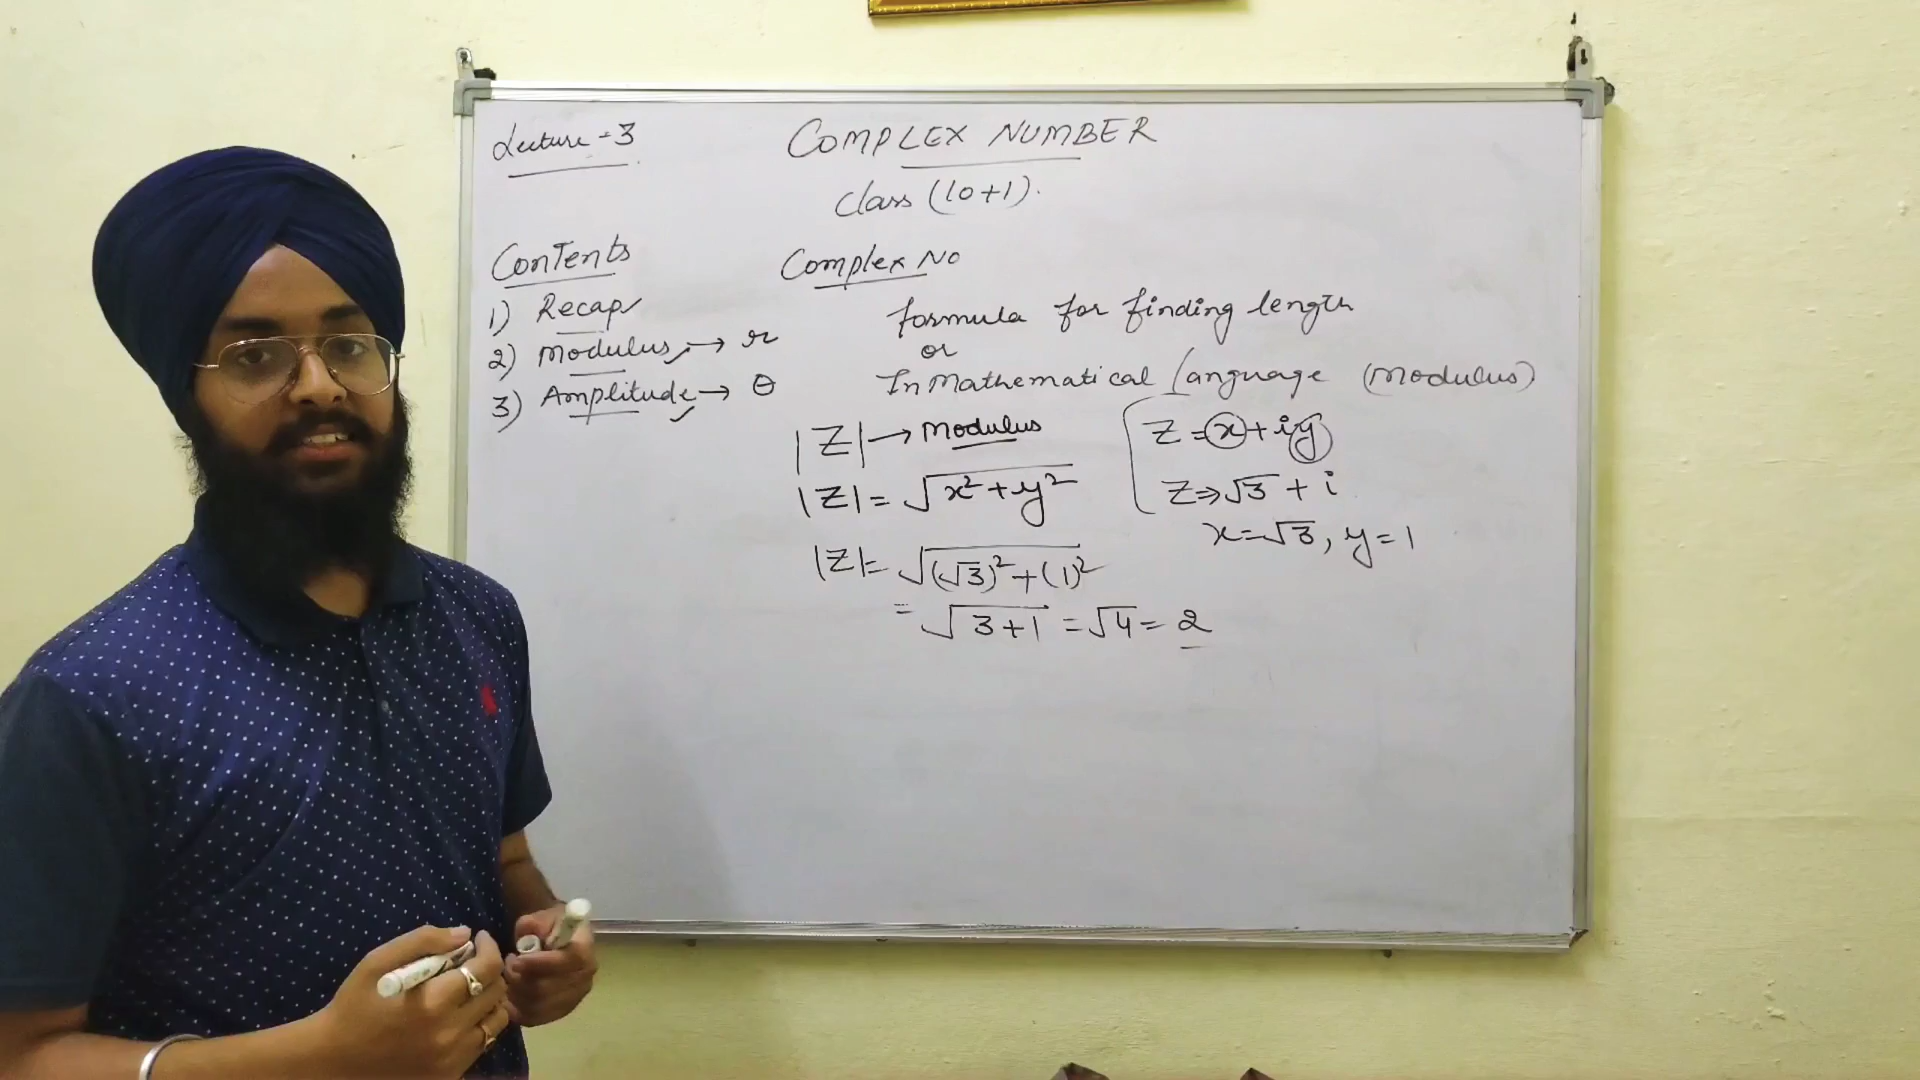 Lecture-3
COMPLEX NUMBER
Class (10+1).
Contents
1) Recap
2) Modulus → r
3) Amplitude → θ
Complex No
formula for finding length
or
In Mathematical Language (Modulus)
|Z| → Modulus
|Z| = √x²+y²
|Z|= √(√3)²+(1)²
= √3+1 = √4 = 2
Z = x + iy
Z ⇒ √3 + i
x=√3, y=1